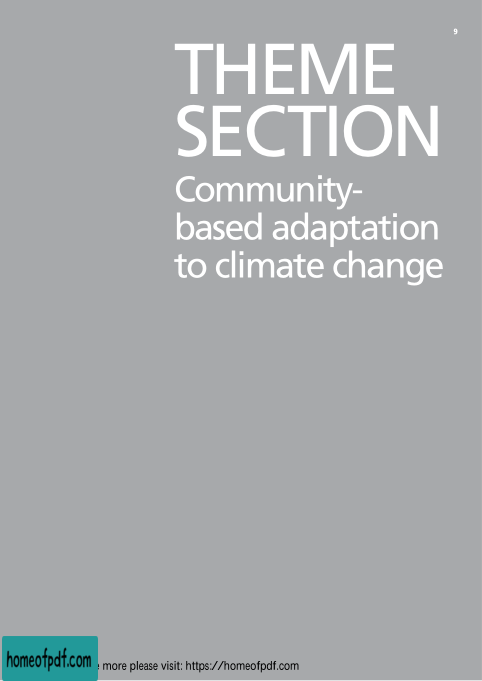 9
THEME
SECTION
Community-
based adaptation
to climate change
homeofpdf.com
more please visit: https://homeofpdf.com